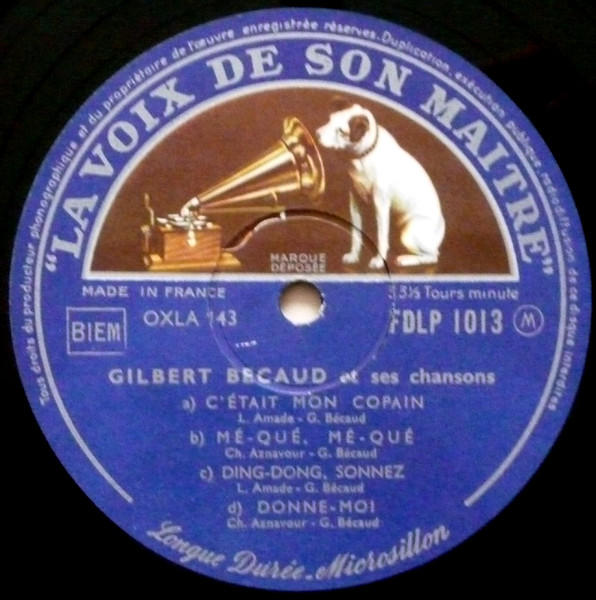 Tous droits du producteur phonographique et du propriétaire de l'œuvre enregistrée réservés. Duplication, exécution publique, radiodiffusion de ce disque interdites
"LA VOIX DE SON MAITRE"
MARQUE
DÉPOSÉE
MADE IN FRANCE
33⅓ Tours minute
BIEM
OXLA 143
FDLP 1013
M
GILBERT BÉCAUD et ses chansons
a) C'ÉTAIT MON COPAIN
L. Amade - G. Bécaud
b) MÉ-QUÉ, MÉ-QUÉ
Ch. Aznavour - G. Bécaud
c) DING-DONG, SONNEZ
L. Amade - G. Bécaud
d) DONNE-MOI
Ch. Aznavour - G. Bécaud
Longue Durée-Microsillon